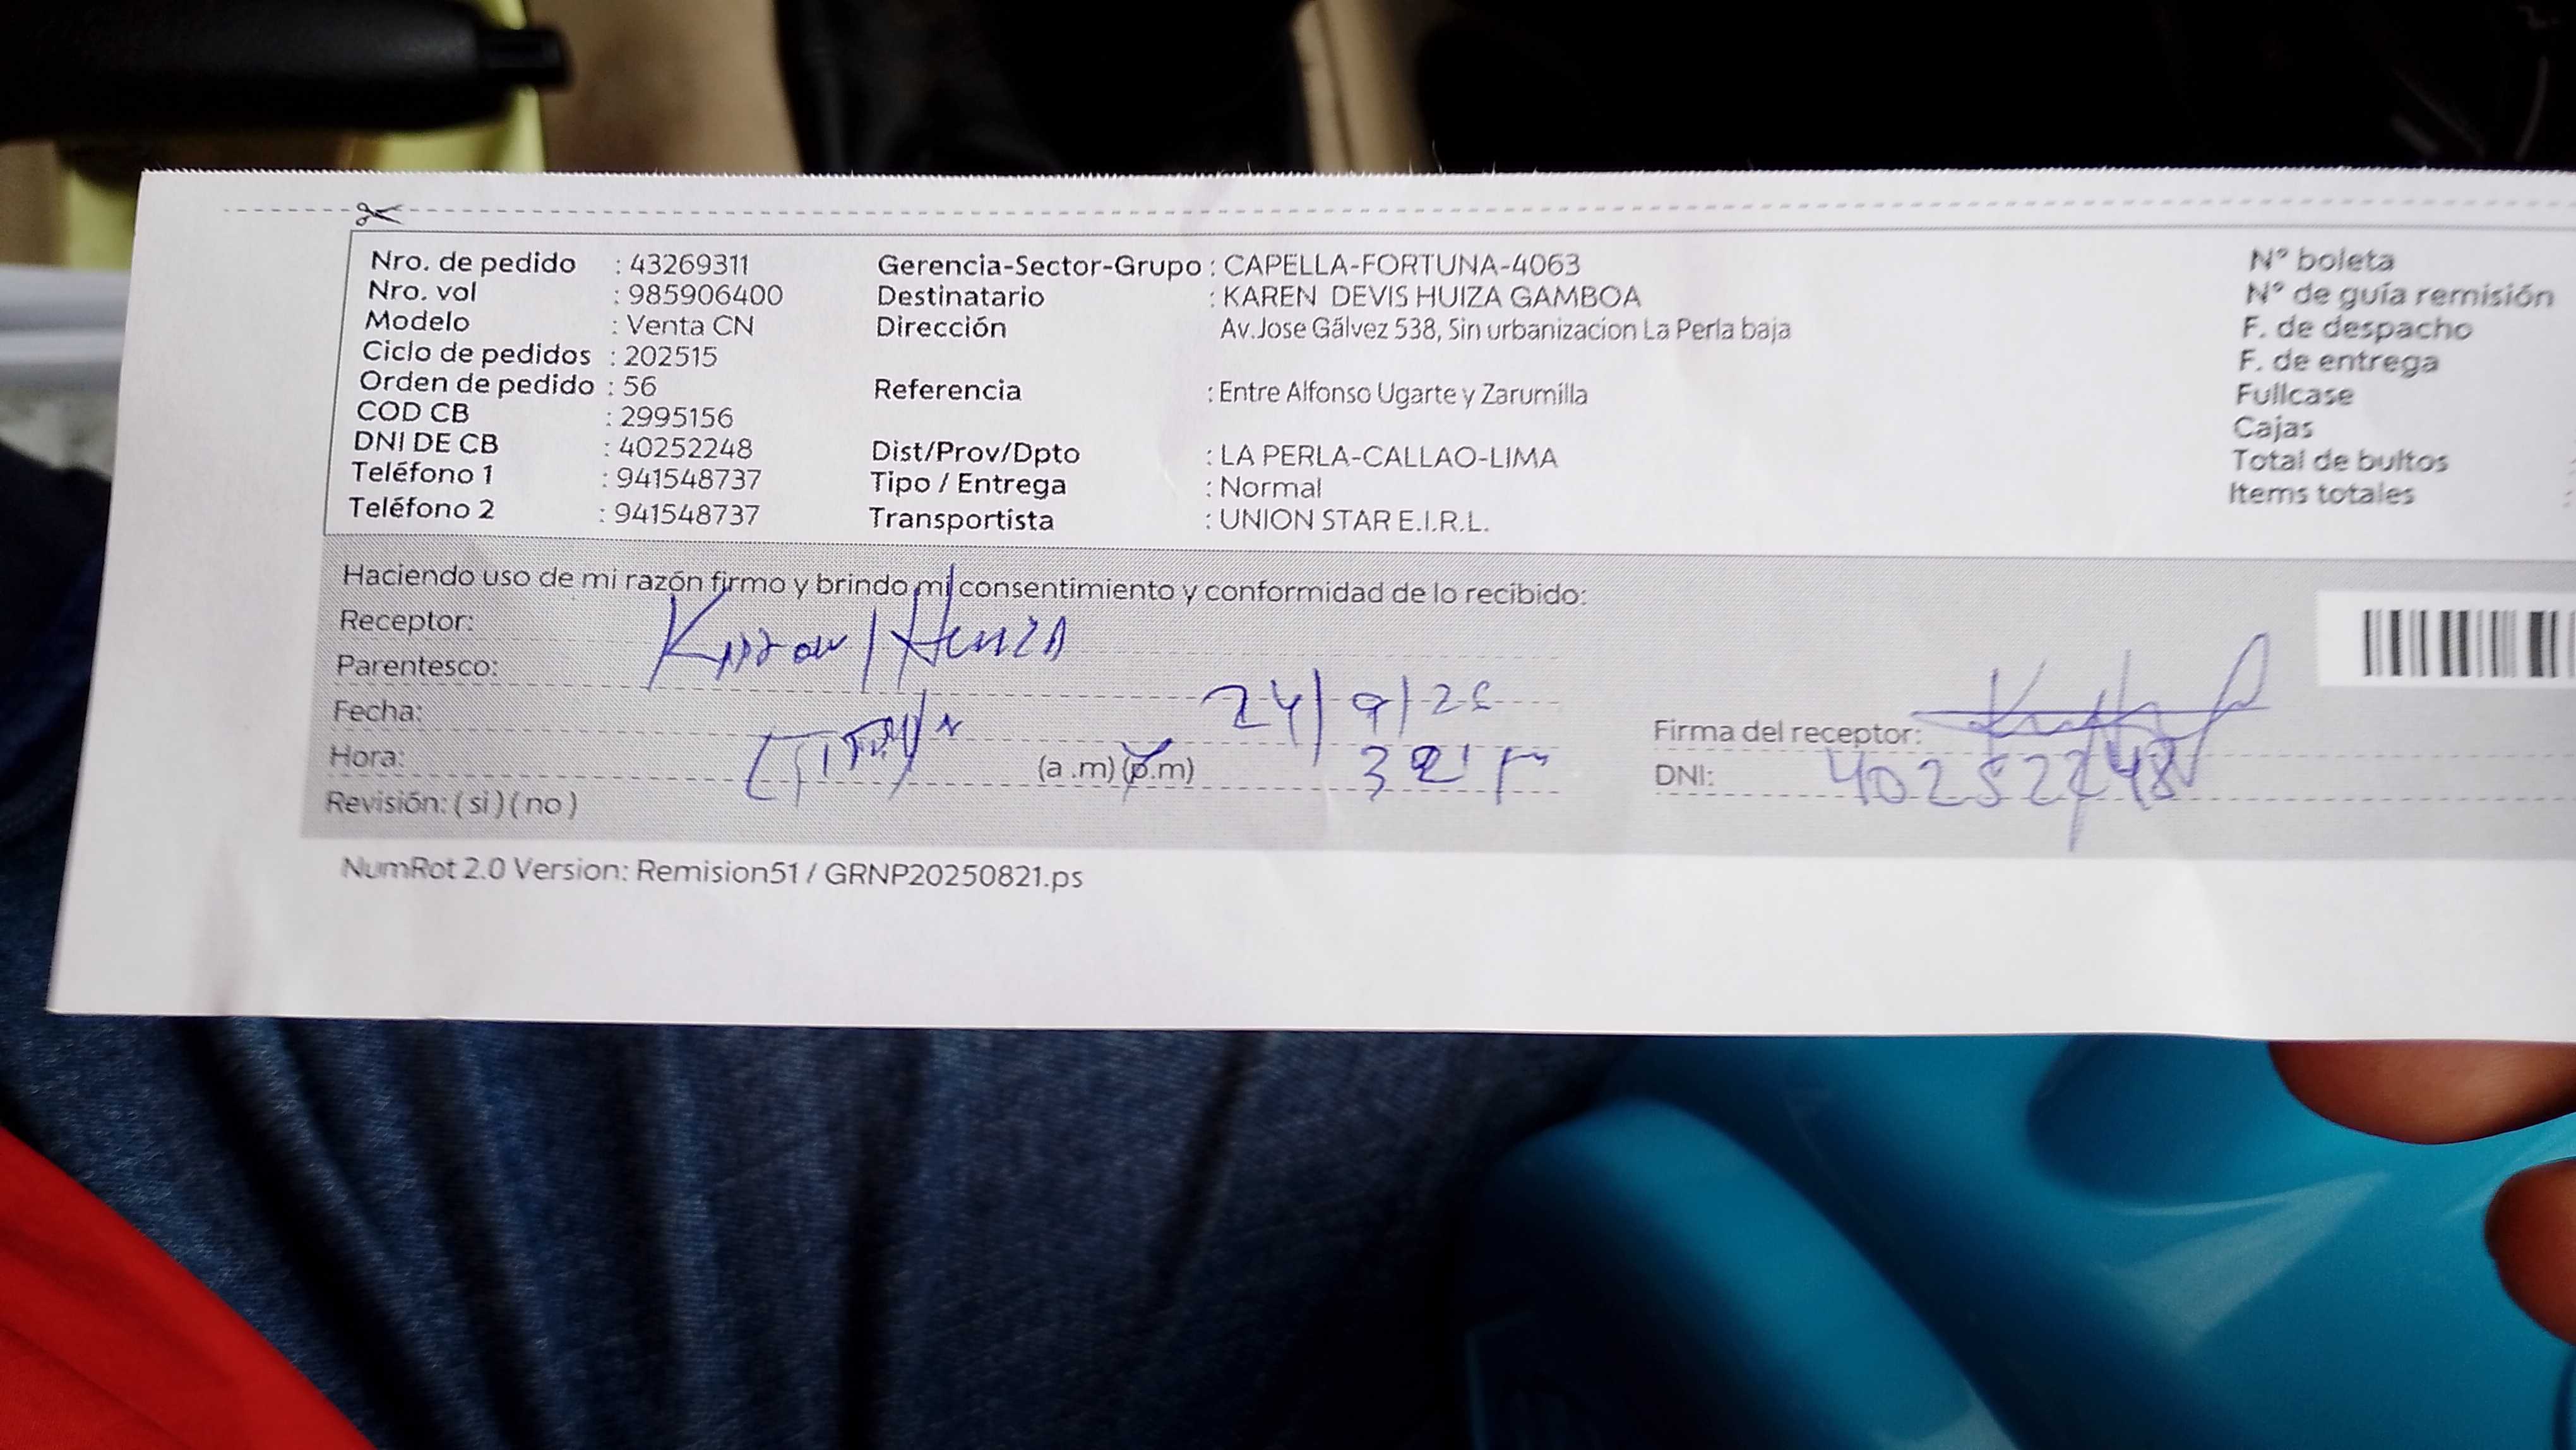 Nro. de pedido : 43269311
Nro. vol : 985906400
Modelo : Venta CN
Ciclo de pedidos : 202515
Orden de pedido : 56
COD CB : 2995156
DNI DE CB : 40252248
Teléfono 1 : 941548737
Teléfono 2 : 941548737
Gerencia-Sector-Grupo : CAPELLA-FORTUNA-4063
Destinatario : KAREN DEVIS HUIZA GAMBOA
Dirección Av.Jose Gálvez 538, Sin urbanizacion La Perla baja
Referencia : Entre Alfonso Ugarte y Zarumilla
Dist/Prov/Dpto : LA PERLA-CALLAO-LIMA
Tipo / Entrega : Normal
Transportista : UNION STAR E.I.R.L.
N° boleta
N° de guía remisión
F. de despacho
F. de entrega
Fullcase
Cajas
Total de bultos
Items totales
Haciendo uso de mi razón firmo y brindo mi consentimiento y conformidad de lo recibido:
Receptor: Huiza
Parentesco:
Fecha: 24/9/25
Hora: (a .m) (p.m)
Revisión: ( si ) ( no )
Firma del receptor:
DNI: 40252248
NumRot 2.0 Version: Remision51 / GRNP20250821.ps